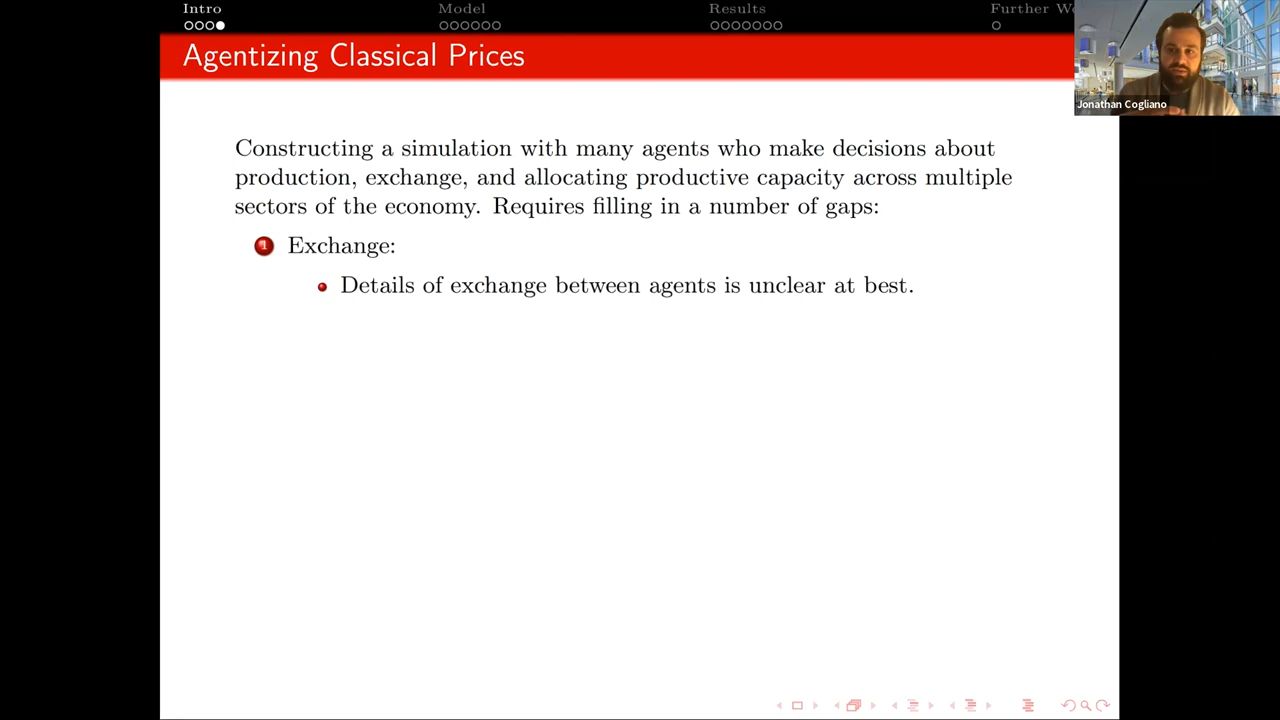 Intro
Model
Results
Further
Agentizing Classical Prices
Jonathan Cogliano
Constructing a simulation with many agents who make decisions about
production, exchange, and allocating productive capacity across multiple
sectors of the economy. Requires filling in a number of gaps:
1 Exchange:
Details of exchange between agents is unclear at best.